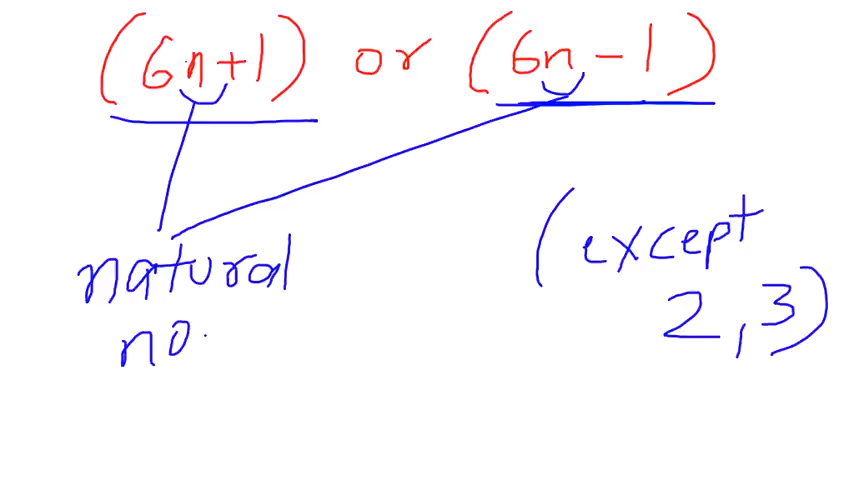 (6n+1) or (6n-1)
natural
no.
(except
2,3)